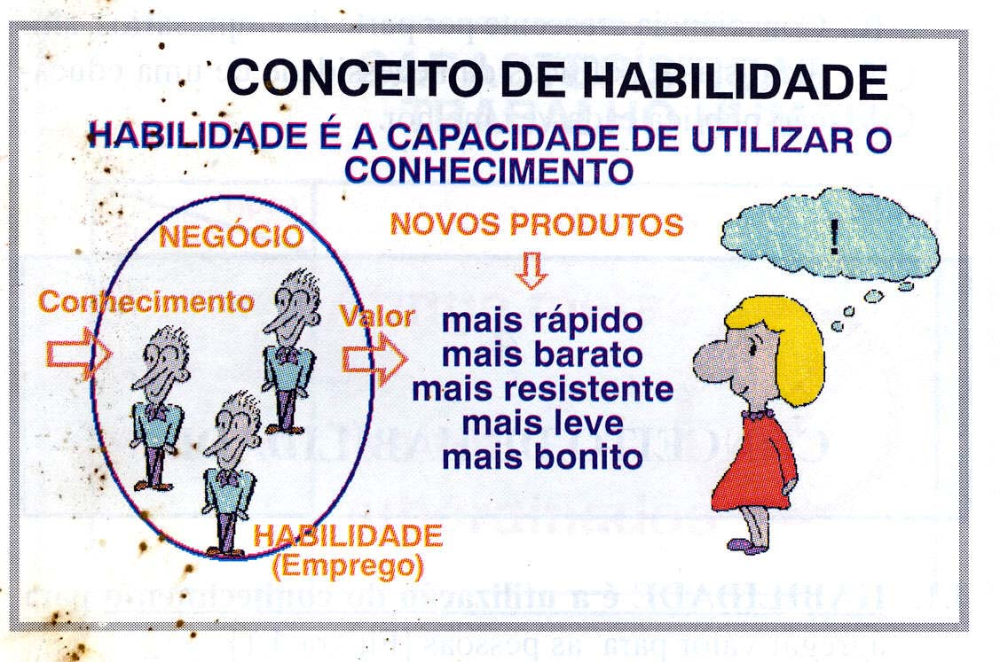 CONCEITO DE HABILIDADE
HABILIDADE É A CAPACIDADE DE UTILIZAR O
CONHECIMENTO
NEGÓCIO
Conhecimento
Valor
HABILIDADE
(Emprego)
NOVOS PRODUTOS
mais rápido
mais barato
mais resistente
mais leve
mais bonito
!